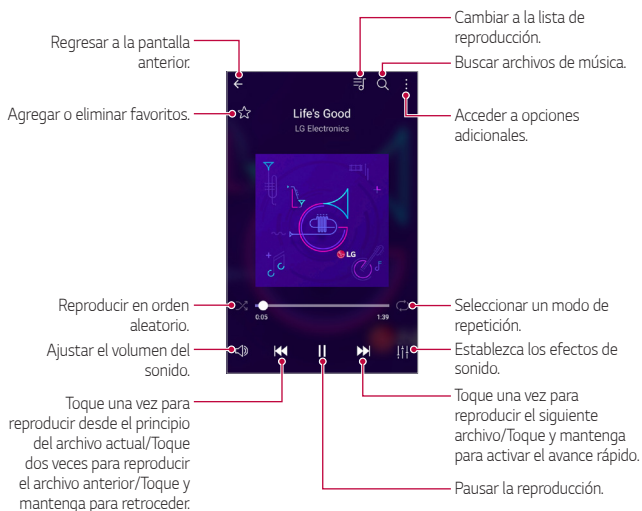 Cambiar a la lista de
reproducción.
Regresar a la pantalla
anterior.
Buscar archivos de música.
Agregar o eliminar favoritos.
Acceder a opciones
adicionales.
Life's Good
LG Electronics
LG
0:05
1:39
Reproducir en orden
aleatorio.
Seleccionar un modo de
repetición.
Ajustar el volumen del
sonido.
Establezca los efectos de
sonido.
Toque una vez para
reproducir desde el principio
del archivo actual/Toque
dos veces para reproducir
el archivo anterior/Toque y
mantenga para retroceder.
Toque una vez para
reproducir el siguiente
archivo/Toque y mantenga
para activar el avance rápido.
Pausar la reproducción.